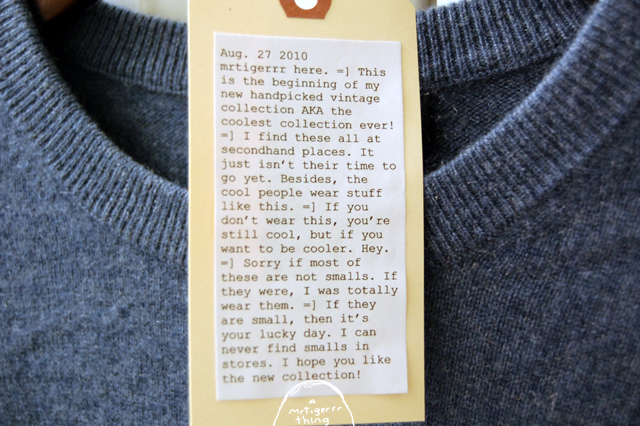 Aug. 27 2010
mrtigerrr here. =] This
is the beginning of my
new handpicked vintage
collection AKA the
coolest collection ever!
=] I find these all at
secondhand places. It
just isn't their time to
go yet. Besides, the
cool people wear stuff
like this. =] If you
don't wear this, you're
still cool, but if you
want to be cooler. Hey.
=] Sorry if most of
these are not smalls. If
they were, I was totally
wear them. =] If they
are small, then it's
your lucky day. I can
never find smalls in
stores. I hope you like
the new collection!
A
mrTigerrr
thing